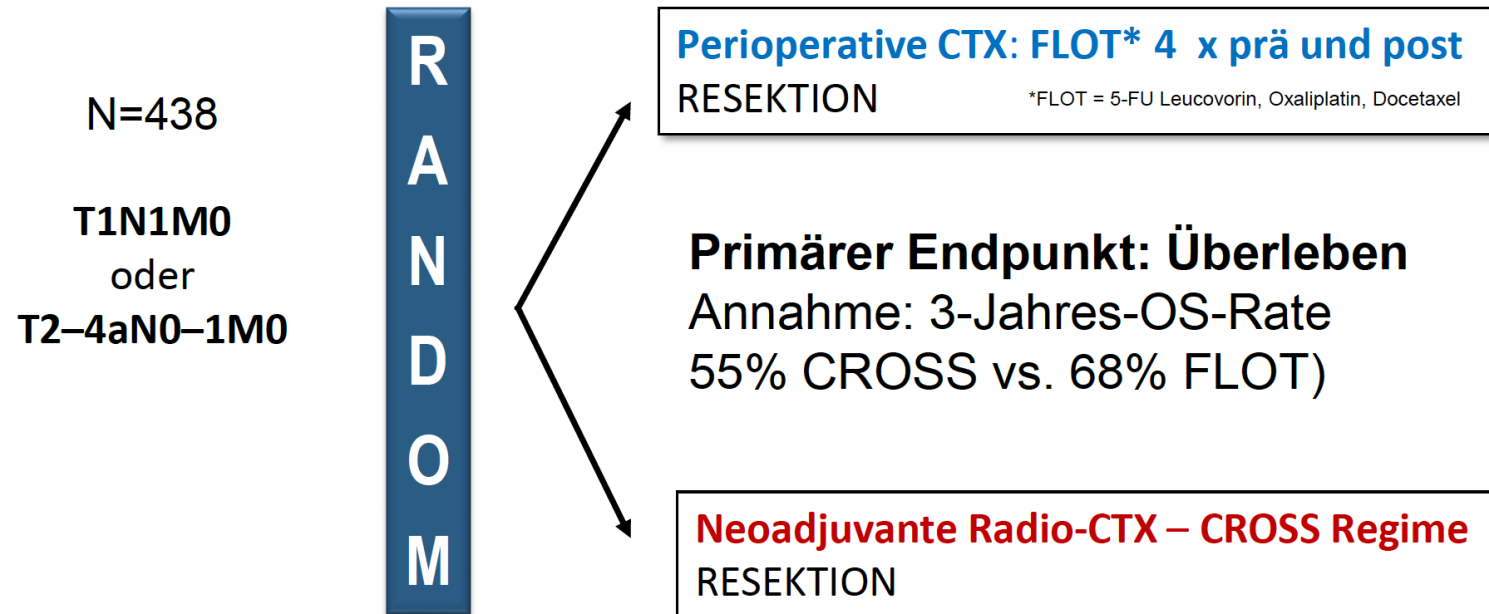 N=438
T1N1M0
oder
T2–4aN0–1M0
R
A
N
D
O
M
Perioperative CTX: FLOT* 4 x prä und post
RESEKTION
*FLOT = 5-FU Leucovorin, Oxaliplatin, Docetaxel
Primärer Endpunkt: Überleben
Annahme: 3-Jahres-OS-Rate
55% CROSS vs. 68% FLOT)
Neoadjuvante Radio-CTX – CROSS Regime
RESEKTION